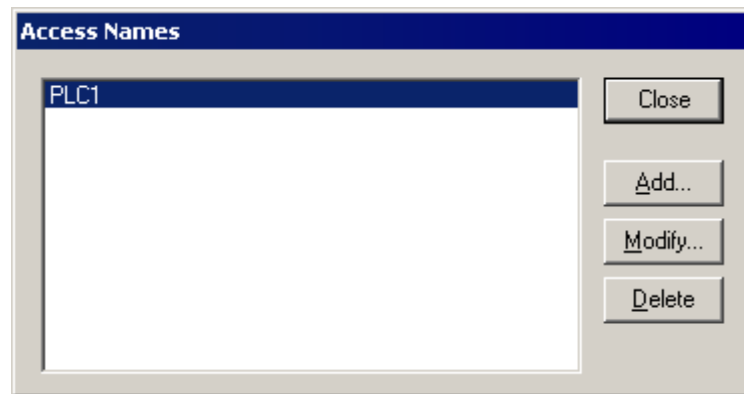 Access Names
PLC1
Close
Add...
Modify...
Delete